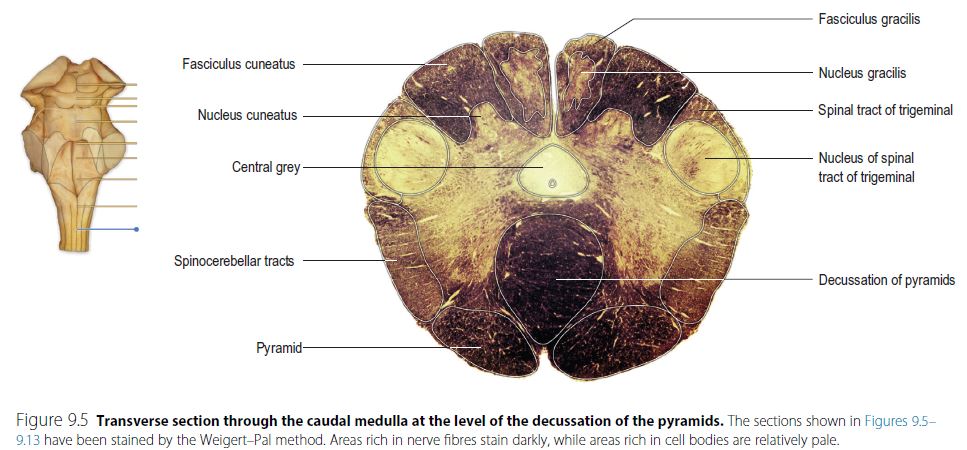 Fasciculus gracilis
Fasciculus cuneatus
Nucleus gracilis
Nucleus cuneatus
Spinal tract of trigeminal
Central grey
Nucleus of spinal
tract of trigeminal
Spinocerebellar tracts
Decussation of pyramids
Pyramid
Figure 9.5 Transverse section through the caudal medulla at the level of the decussation of the pyramids. The sections shown in Figures 9.5–
9.13 have been stained by the Weigert–Pal method. Areas rich in nerve fibres stain darkly, while areas rich in cell bodies are relatively pale.